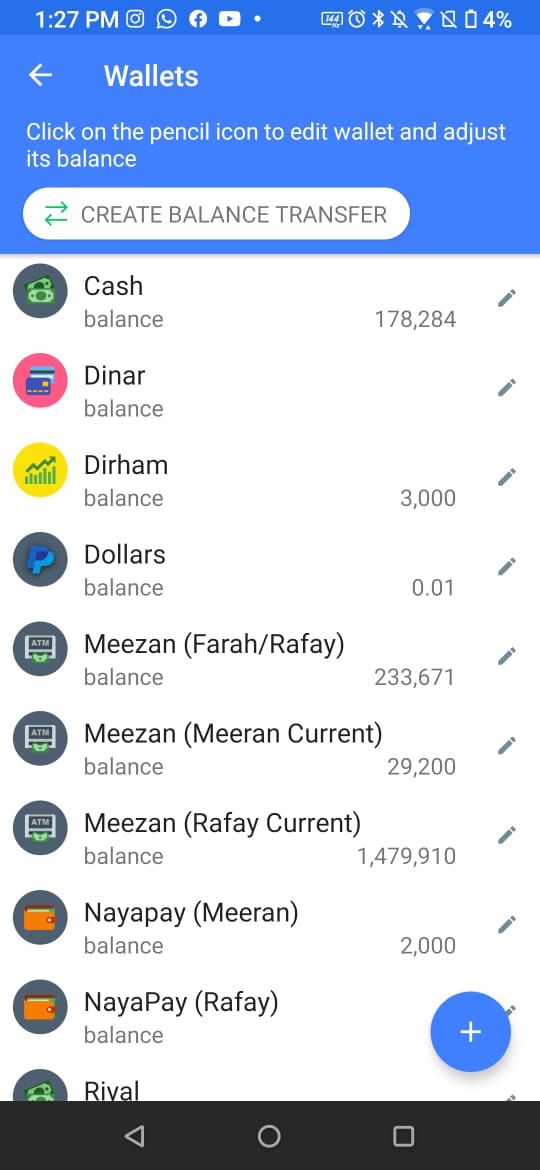 1:27 PM
144 Hz
4%
Wallets
Click on the pencil icon to edit wallet and adjust
its balance
CREATE BALANCE TRANSFER
Cash
balance 178,284
Dinar
balance
Dirham
balance 3,000
Dollars
balance 0.01
ATM
Meezan (Farah/Rafay)
balance 233,671
ATM
Meezan (Meeran Current)
balance 29,200
ATM
Meezan (Rafay Current)
balance 1,479,910
Nayapay (Meeran)
balance 2,000
NayaPay (Rafay)
balance
Riyal